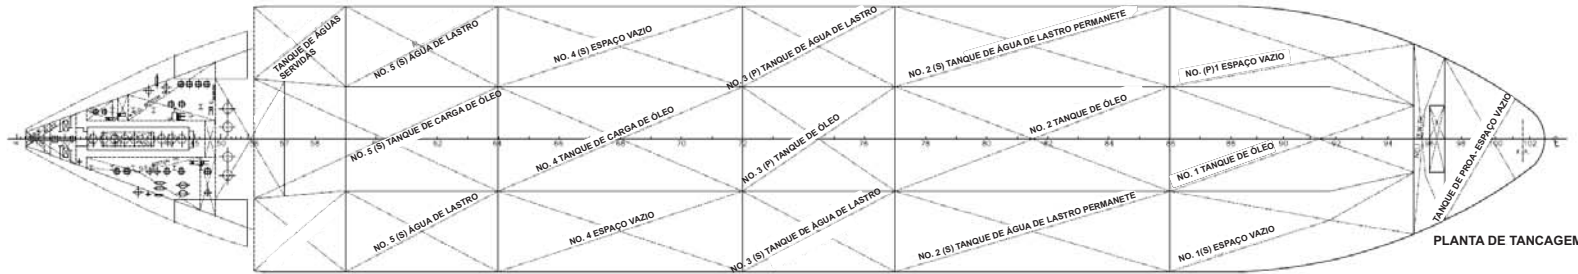 TANQUE DE ÁGUAS
SERVIDAS
NO. 5 (S) ÁGUA DE LASTRO
NO. 4 (S) ESPAÇO VAZIO
NO. 3 (P) TANQUE DE ÁGUA DE LASTRO
NO. 2 (S) TANQUE DE ÁGUA DE LASTRO PERMANETE
NO. (P)1 ESPAÇO VAZIO
NO. 5 (S) TANQUE DE CARGA DE ÓLEO
NO. 4 TANQUE DE CARGA DE ÓLEO
NO. 3 (P) TANQUE DE ÓLEO
NO. 2 TANQUE DE ÓLEO
NO. 1 TANQUE DE ÓLEO
TANQUE DE PROA- ESPAÇO VAZIO
NO. 5 (S) ÁGUA DE LASTRO
NO. 4 ESPAÇO VAZIO
NO. 3 (S) TANQUE DE ÁGUA DE LASTRO
NO. 2 (S) TANQUE DE ÁGUA DE LASTRO PERMANETE
NO. 1(S) ESPAÇO VAZIO
PLANTA DE TANCAGEM